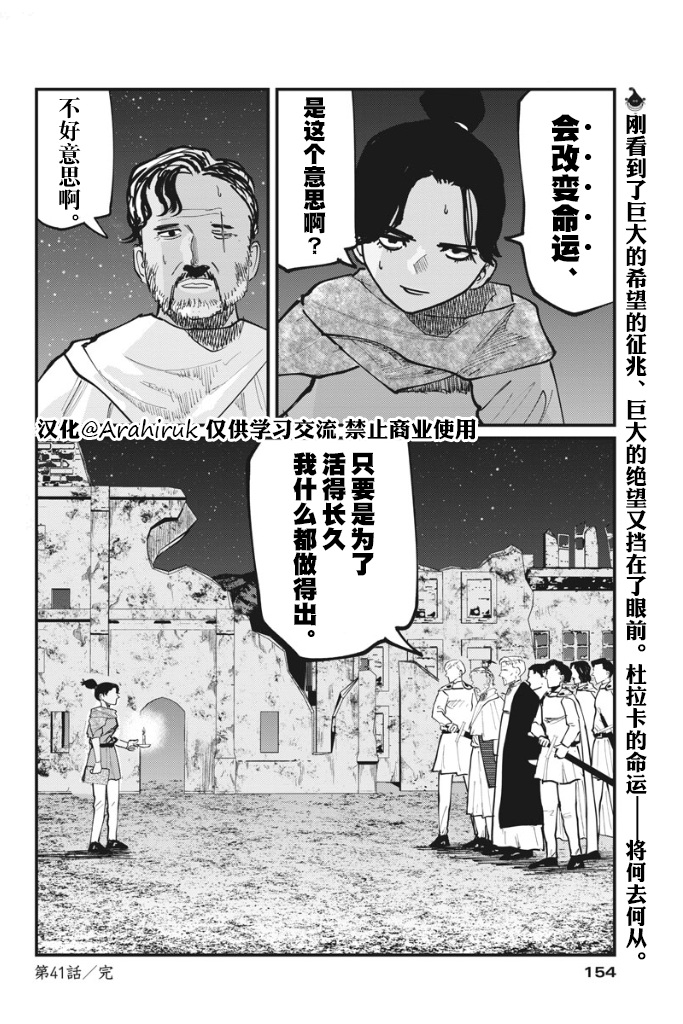 会改变命运、
是这个意思啊？
不好意思啊。
汉化@Arahiruk 仅供学习交流 禁止商业使用
只要是为了
活得长久
我什么都做得出。
刚看到了巨大的希望的征兆、巨大的绝望又挡在了眼前。杜拉卡的命运——将何去何从。
第41話／完
154